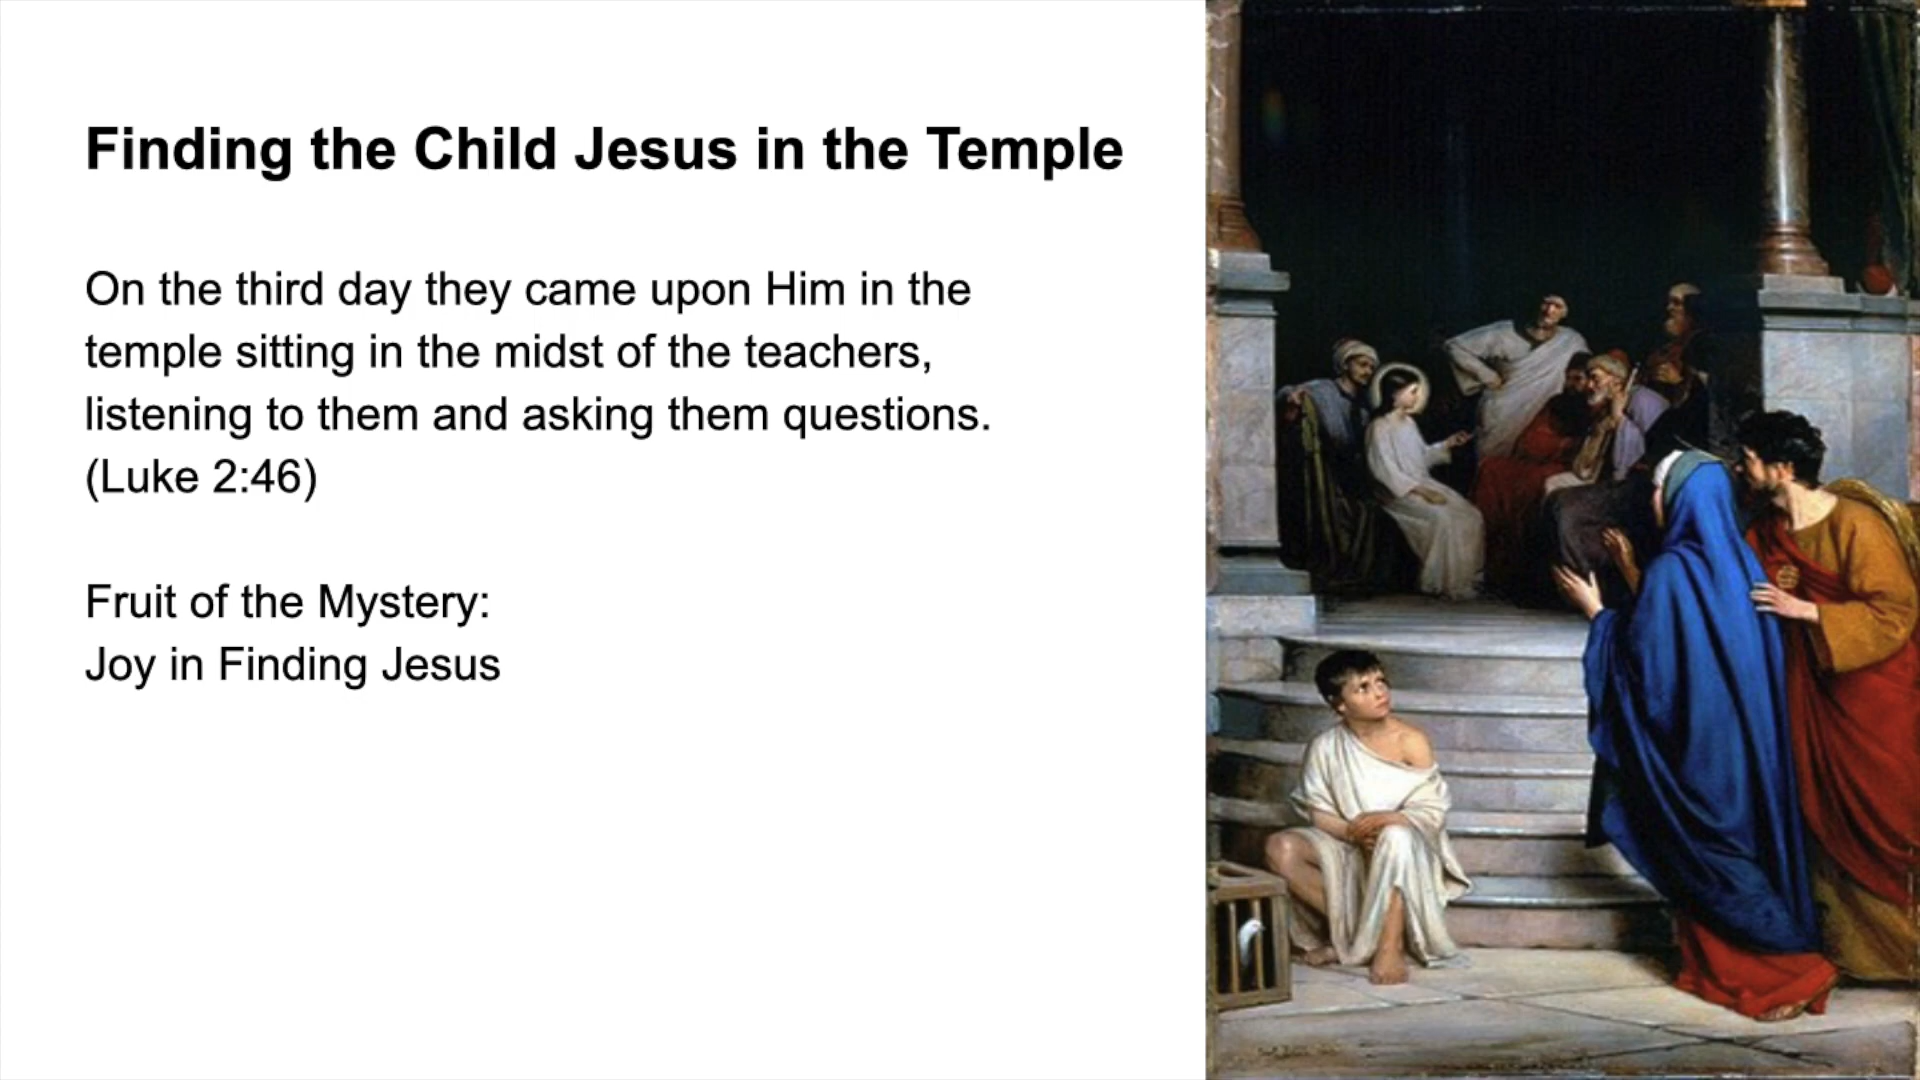 Finding the Child Jesus in the Temple
On the third day they came upon Him in the
temple sitting in the midst of the teachers,
listening to them and asking them questions.
(Luke 2:46)
Fruit of the Mystery:
Joy in Finding Jesus